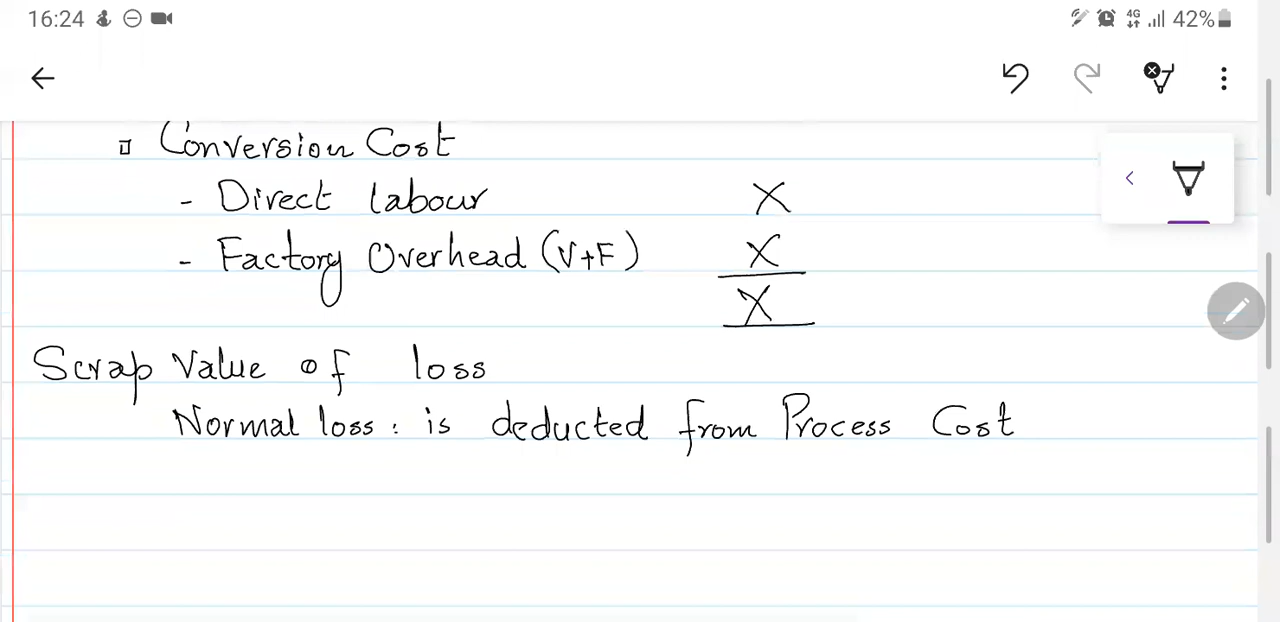 16:24 4G 42%
Conversion Cost
- Direct labour X
- Factory Overhead (V+F) X
X
Scrap Value of loss
Normal loss : is deducted from Process Cost